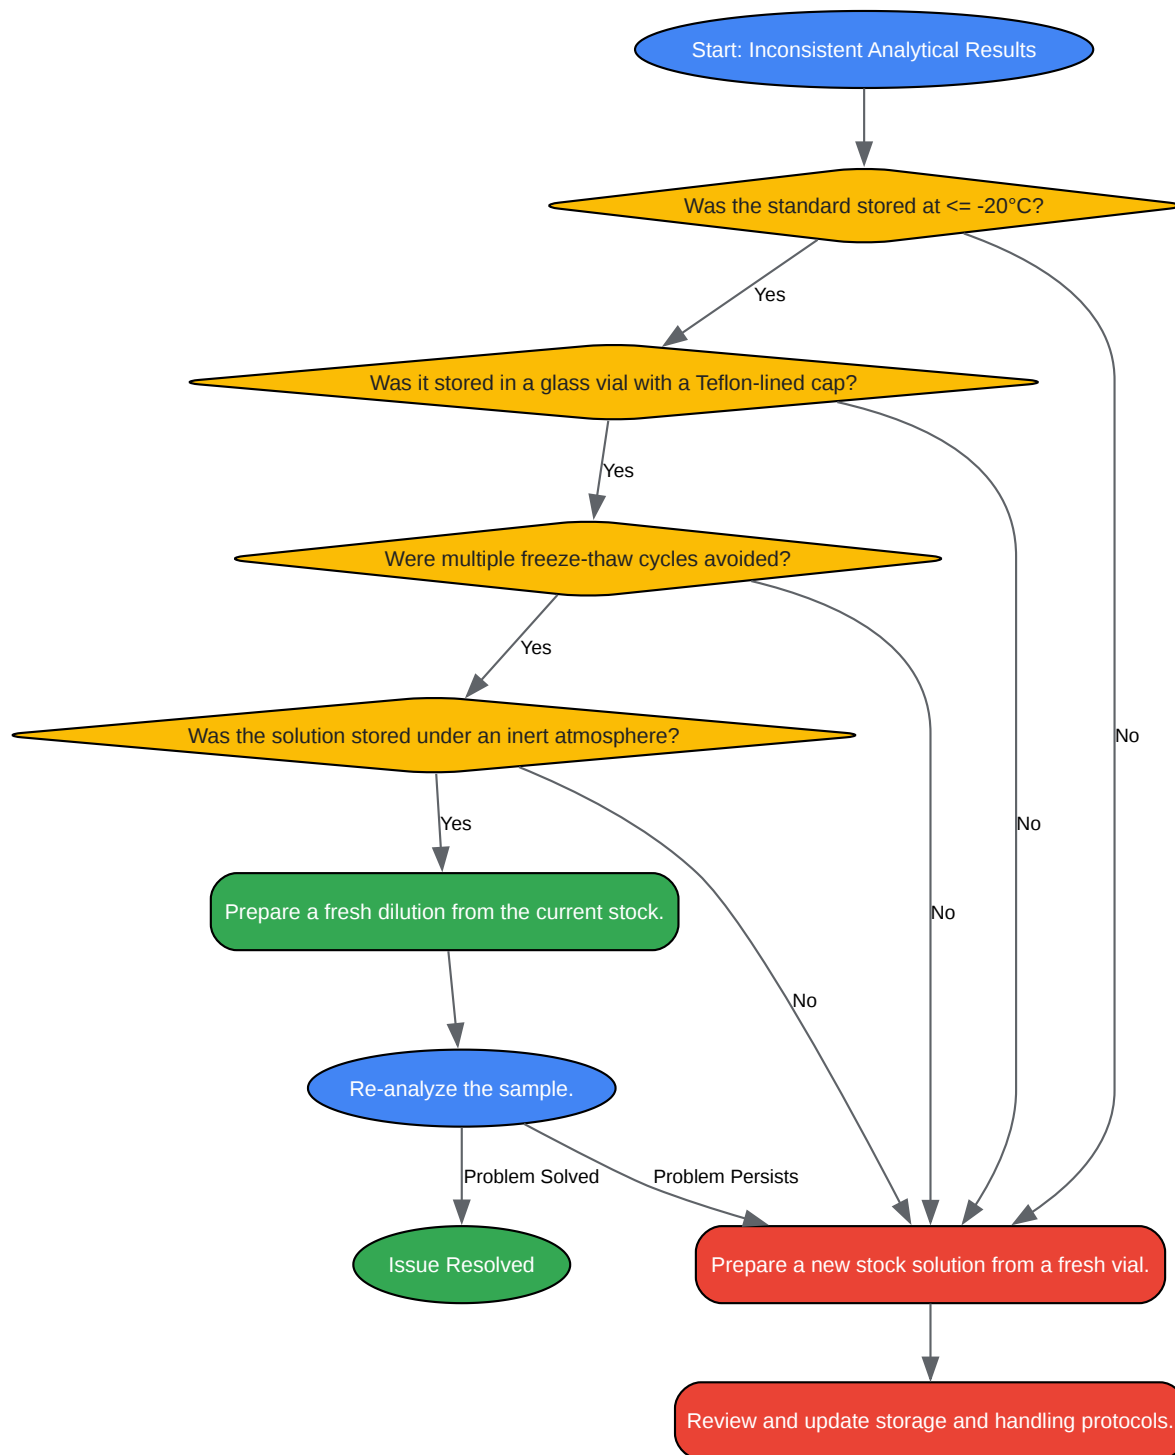 Start: Inconsistent Analytical Results
Was the standard stored at <= -20°C?
Yes
Was it stored in a glass vial with a Teflon-lined cap?
Yes
Were multiple freeze-thaw cycles avoided?
Yes
Was the solution stored under an inert atmosphere?
No
Yes
No
Prepare a fresh dilution from the current stock.
No
No
Re-analyze the sample.
Problem Solved
Problem Persists
Issue Resolved
Prepare a new stock solution from a fresh vial.
Review and update storage and handling protocols.